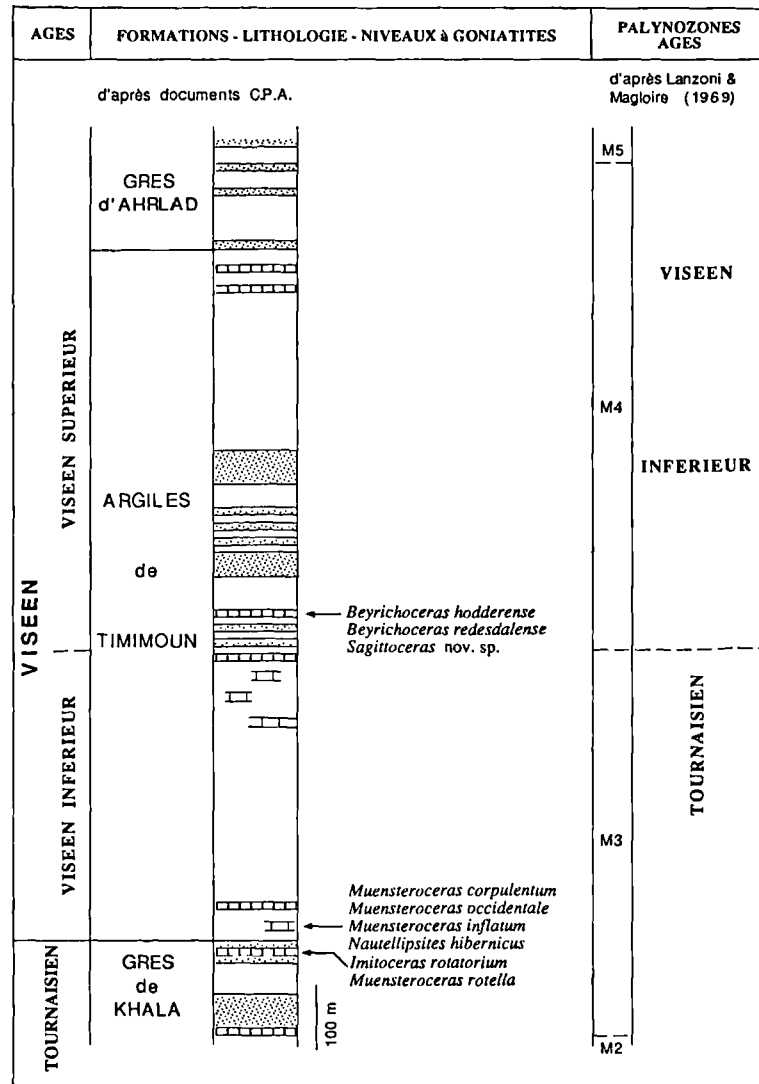 AGES
FORMATIONS - LITHOLOGIE - NIVEAUX à GONIATITES
PALYNOZONES
AGES
d'après documents C.P.A.
d'après Lanzoni &
Magloire (1969)
M5
GRES
d'AHRLAD
VISEEN
VISEEN SUPERIEUR
M4
INFERIEUR
ARGILES
de
TIMIMOUN
VISEEN
Beyrichoceras hodderense
Beyrichoceras redesdalense
Sagittoceras nov. sp.
TOURNAISIEN
VISEEN INFERIEUR
M3
Muensteroceras corpulentum
Muensteroceras occidentale
Muensteroceras inflatum
Nautellipsites hibernicus
Imitoceras rotatorium
Muensteroceras rotella
TOURNAISIEN
GRES
de
KHALA
100 m
M2